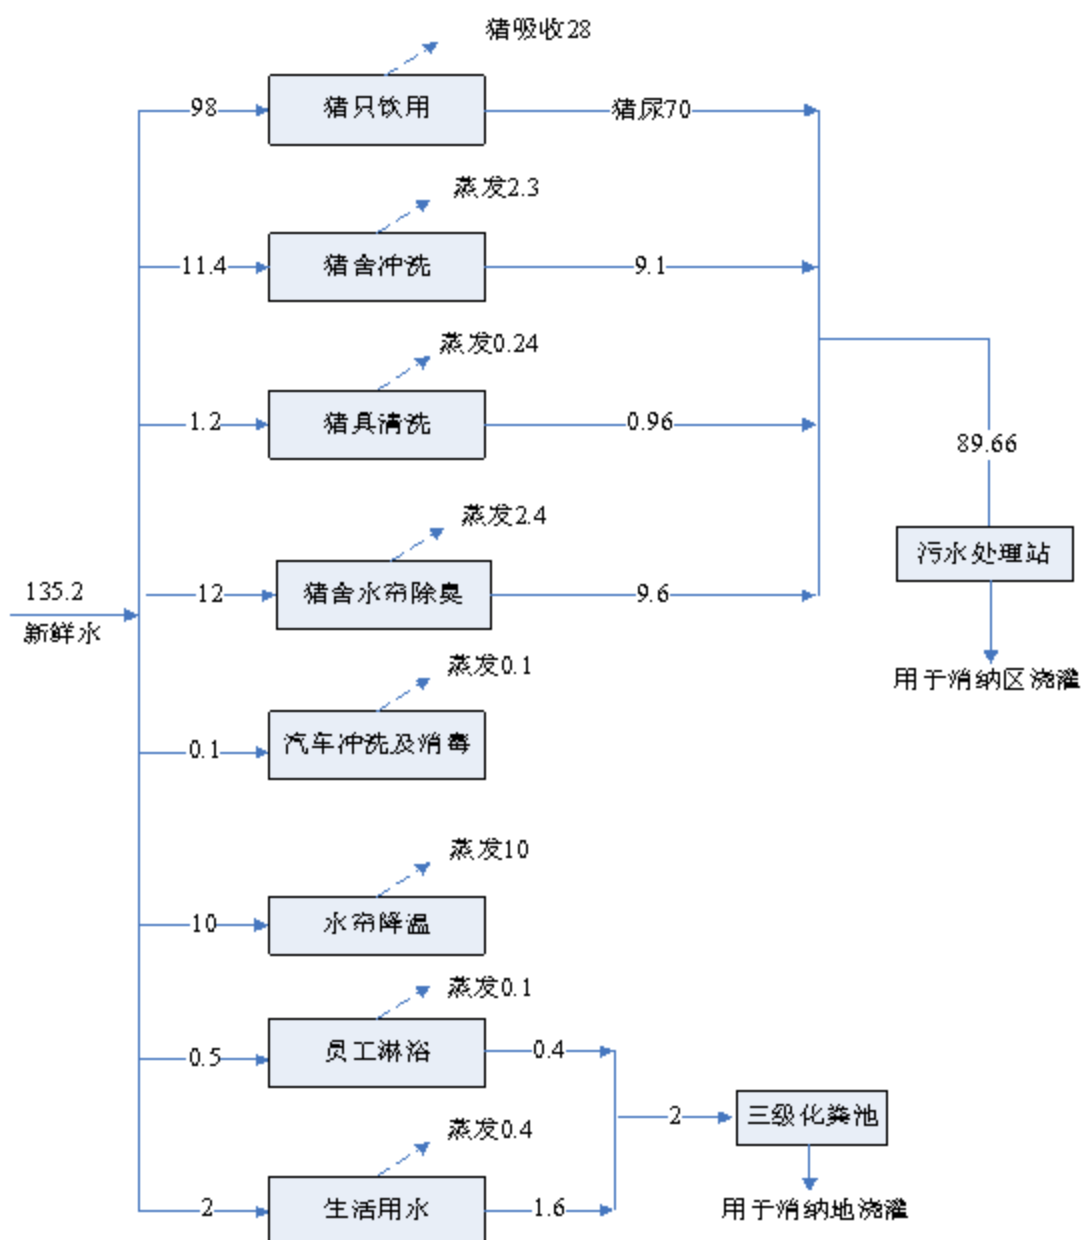 猪吸收28
98
猪只饮用
猪尿70
蒸发2.3
11.4
猪舍冲洗
9.1
蒸发0.24
1.2
猪具清洗
0.96
89.66
蒸发2.4
污水处理站
135.2
新鲜水
12
猪舍水帘除臭
9.6
用于消纳区浇灌
蒸发0.1
0.1
汽车冲洗及消毒
蒸发10
10
水帘降温
蒸发0.1
0.5
员工淋浴
0.4
2
三级化粪池
蒸发0.4
2
生活用水
1.6
用于消纳地浇灌